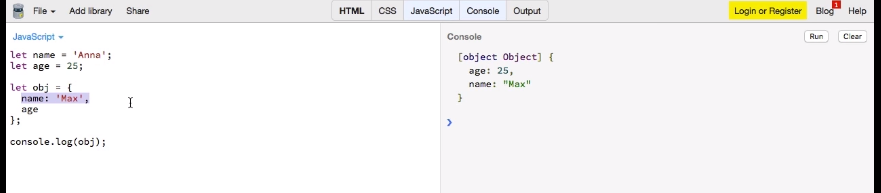 File Add library Share HTML CSS JavaScript Console Output Login or Register Blog 1 Help
JavaScript
Console Run Clear
let name = 'Anna';
let age = 25;
let obj = {
name: 'Max',
age
};
console.log(obj);
[object Object] {
age: 25,
name: "Max"
}